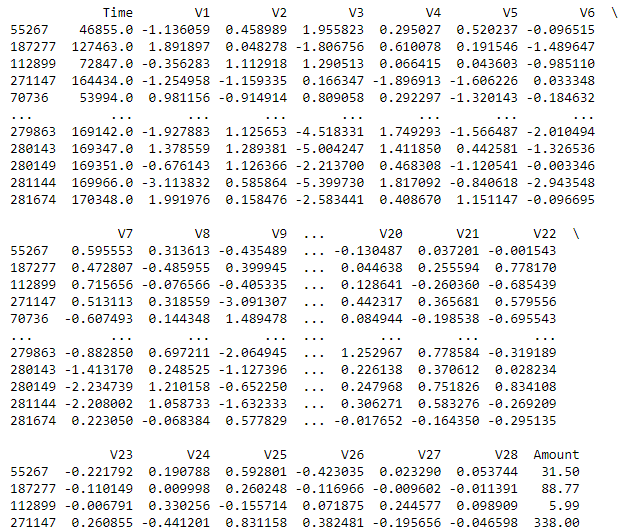 Time V1 V2 V3 V4 V5 V6 \
55267 46855.0 -1.136059 0.458989 1.955823 0.295027 0.520237 -0.096515
187277 127463.0 1.891897 0.048278 -1.806756 0.610078 0.191546 -1.489647
112899 72847.0 -0.356283 1.112918 1.290513 0.066415 0.043603 -0.985110
271147 164434.0 -1.254958 -1.159335 0.166347 -1.896913 -1.606226 0.033348
70736 53994.0 0.981156 -0.914914 0.809058 0.292297 -1.320143 -0.184632
... ... ... ... ... ... ... ...
279863 169142.0 -1.927883 1.125653 -4.518331 1.749293 -1.566487 -2.010494
280143 169347.0 1.378559 1.289381 -5.004247 1.411850 0.442581 -1.326536
280149 169351.0 -0.676143 1.126366 -2.213700 0.468308 -1.120541 -0.003346
281144 169966.0 -3.113832 0.585864 -5.399730 1.817092 -0.840618 -2.943548
281674 170348.0 1.991976 0.158476 -2.583441 0.408670 1.151147 -0.096695
V7 V8 V9 ... V20 V21 V22 \
55267 0.595553 0.313613 -0.435489 ... -0.130487 0.037201 -0.001543
187277 0.472807 -0.485955 0.399945 ... 0.044638 0.255594 0.778170
112899 0.715656 -0.076566 -0.405335 ... 0.128641 -0.260360 -0.685439
271147 0.513113 0.318559 -3.091307 ... 0.442317 0.365681 0.579556
70736 -0.607493 0.144348 1.489478 ... 0.084944 -0.198538 -0.695543
... ... ... ... ... ... ... ...
279863 -0.882850 0.697211 -2.064945 ... 1.252967 0.778584 -0.319189
280143 -1.413170 0.248525 -1.127396 ... 0.226138 0.370612 0.028234
280149 -2.234739 1.210158 -0.652250 ... 0.247968 0.751826 0.834108
281144 -2.208002 1.058733 -1.632333 ... 0.306271 0.583276 -0.269209
281674 0.223050 -0.068384 0.577829 ... -0.017652 -0.164350 -0.295135
V23 V24 V25 V26 V27 V28 Amount
55267 -0.221792 0.190788 0.592801 -0.423035 0.023290 0.053744 31.50
187277 -0.110149 0.009998 0.260248 -0.116966 -0.009602 -0.011391 88.77
112899 -0.006791 0.330256 -0.155714 0.071875 0.244577 0.098909 5.99
271147 0.260855 -0.441201 0.831158 0.382481 -0.195656 -0.046598 338.00